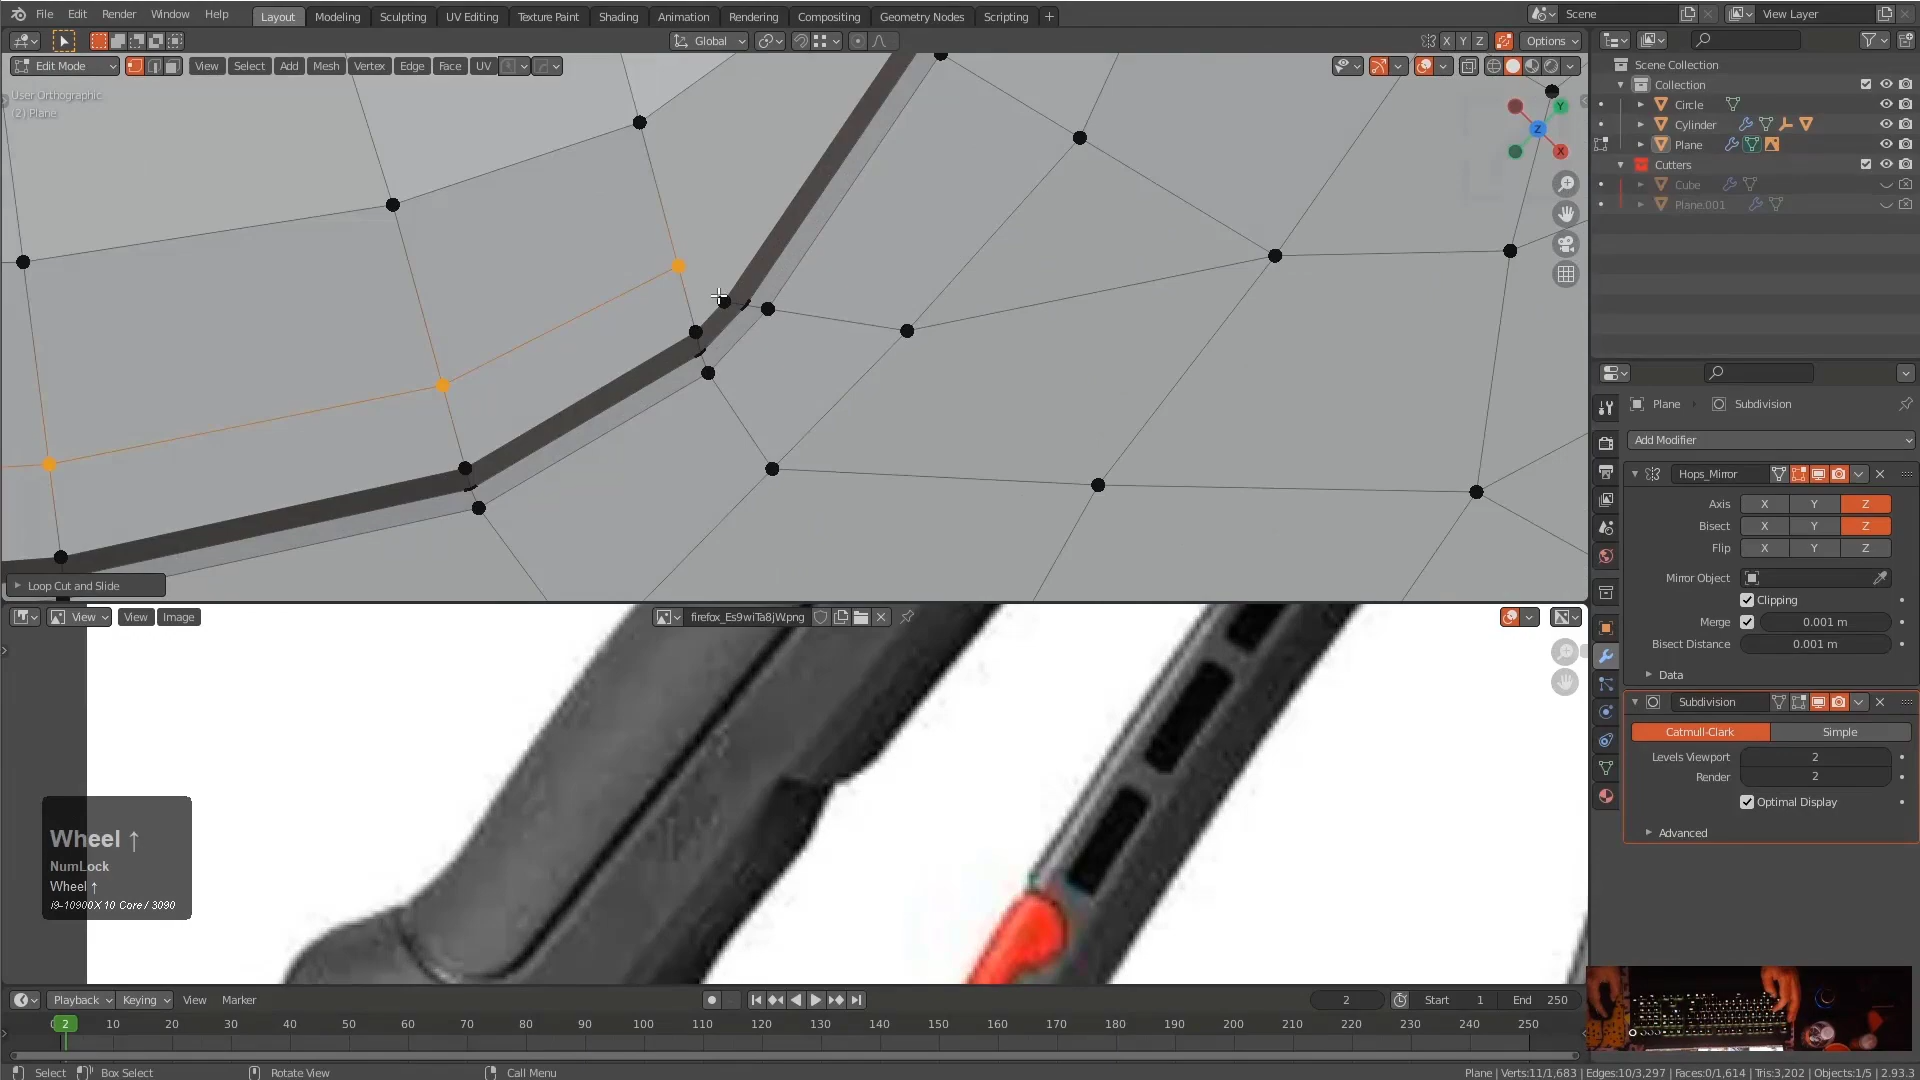 File Edit Render Window Help
Layout Modeling Sculpting UV Editing Texture Paint Shading Animation Rendering Compositing Geometry Nodes Scripting +
Scene View Layer
Global X Y Z Options
Edit Mode View Select Add Mesh Vertex Edge Face UV
User Orthographic
(2) Plane
Y
Z
X
Loop Cut and Slide
Scene Collection
Collection
Circle
Cylinder
Plane
Cutters
Cube
Plane.001
Plane Subdivision
Add Modifier
Hops_Mirror
Axis X Y Z
Bisect X Y Z
Flip X Y Z
Mirror Object
Clipping
Merge 0.001 m
Bisect Distance 0.001 m
Data
Subdivision
Catmull-Clark Simple
Levels Viewport 2
Render 2
Optimal Display
Advanced
View View Image firefox_Es9wiTa8jW.png
Wheel ↑
NumLock
Wheel ↑
i9-10900X 10 Core / 3090
Playback Keying View Marker 2 Start 1 End 250
2 10 20 30 40 50 60 70 80 90 100 110 120 130 140 150 160 170 180 190 200 210 220 230 240 250
Select Box Select Rotate View Call Menu
Plane | Verts:11/1,683 | Edges:10/3,297 | Faces:0/1,614 | Tris:3,202 | Objects:1/5 | 2.93.3